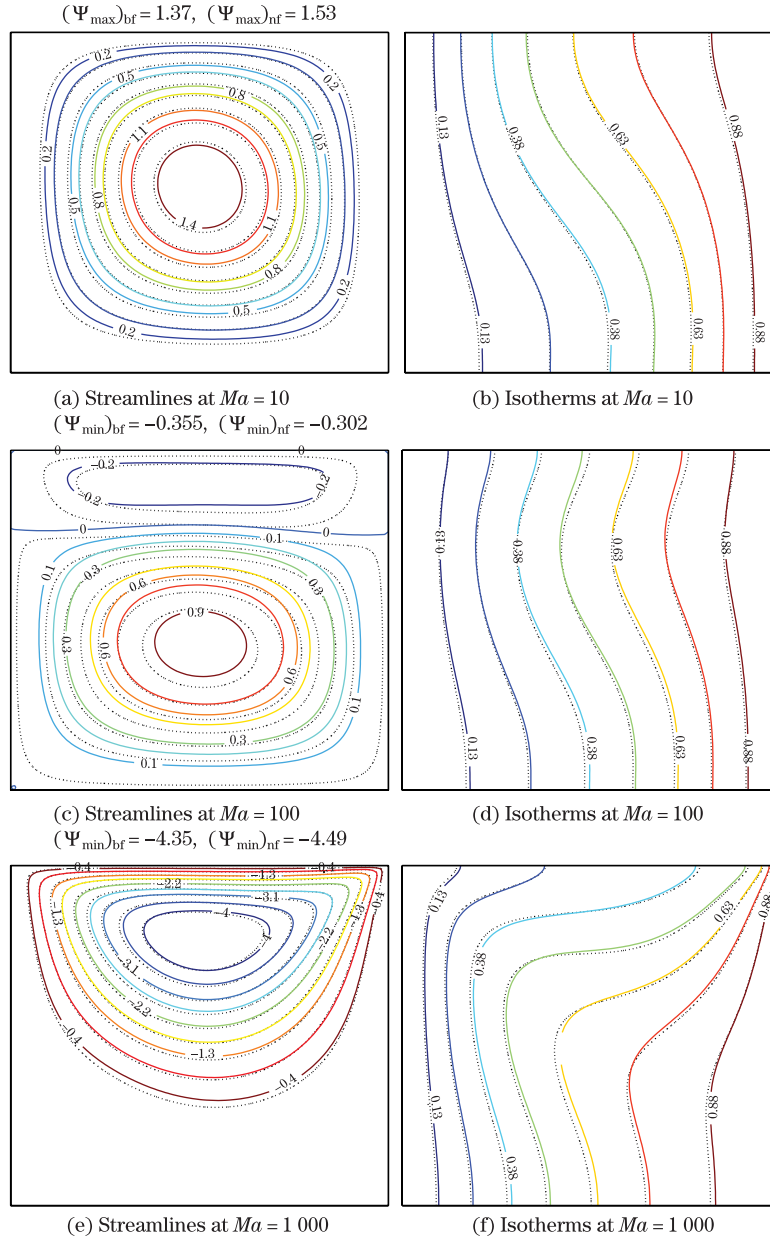 (Ψmax)bf = 1.37, (Ψmax)nf = 1.53
0.2 0.2
0.5
0.8
1.1
0.2 0.5
0.2 0.5 0.8
1.4
1.1
0.8
0.5
0.2 0.2
0.13 0.38 0.63 0.88
0.13 0.38 0.63 0.88
(a) Streamlines at Ma = 10
(b) Isotherms at Ma = 10
(Ψmin)bf = −0.355, (Ψmin)nf = −0.302
0 0
−0.2
−0.2 −0.2
0 0
0.1
0.1 0.3 0.3
0.6
0.9
0.3 0.6 0.6
0.1
0.3
0.1
0.13 0.38 0.63 0.88
0.13 0.38 0.63 0.88
(c) Streamlines at Ma = 100
(d) Isotherms at Ma = 100
(Ψmin)bf = −4.35, (Ψmin)nf = −4.49
−0.4 −0.4
−1.3
−2.2
−3.1
−0.4
−1.3 −4 −1.3
−4 −2.2
−3.1
−2.2
−1.3
−0.4 −0.4
0.13 0.63 0.88
0.38
0.13 0.38 0.88
(e) Streamlines at Ma = 1 000
(f) Isotherms at Ma = 1 000